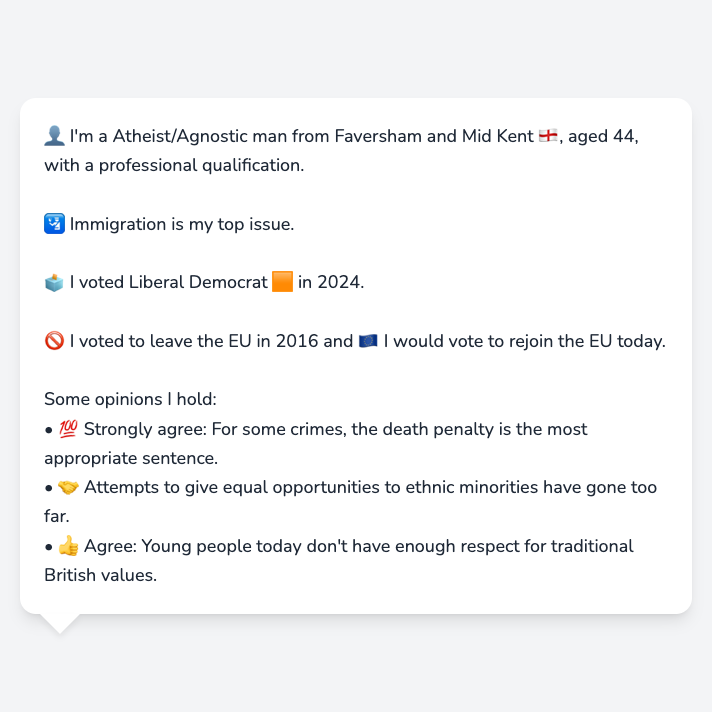 👤 I'm a Atheist/Agnostic man from Faversham and Mid Kent 🏴󠁧󠁢󠁥󠁮󠁧󠁿, aged 44,
with a professional qualification.
🛂 Immigration is my top issue.
🗳️ I voted Liberal Democrat 🟧 in 2024.
🚫 I voted to leave the EU in 2016 and 🇪🇺 I would vote to rejoin the EU today.
Some opinions I hold:
• 💯 Strongly agree: For some crimes, the death penalty is the most
appropriate sentence.
• 🤝 Attempts to give equal opportunities to ethnic minorities have gone too
far.
• 👍 Agree: Young people today don't have enough respect for traditional
British values.